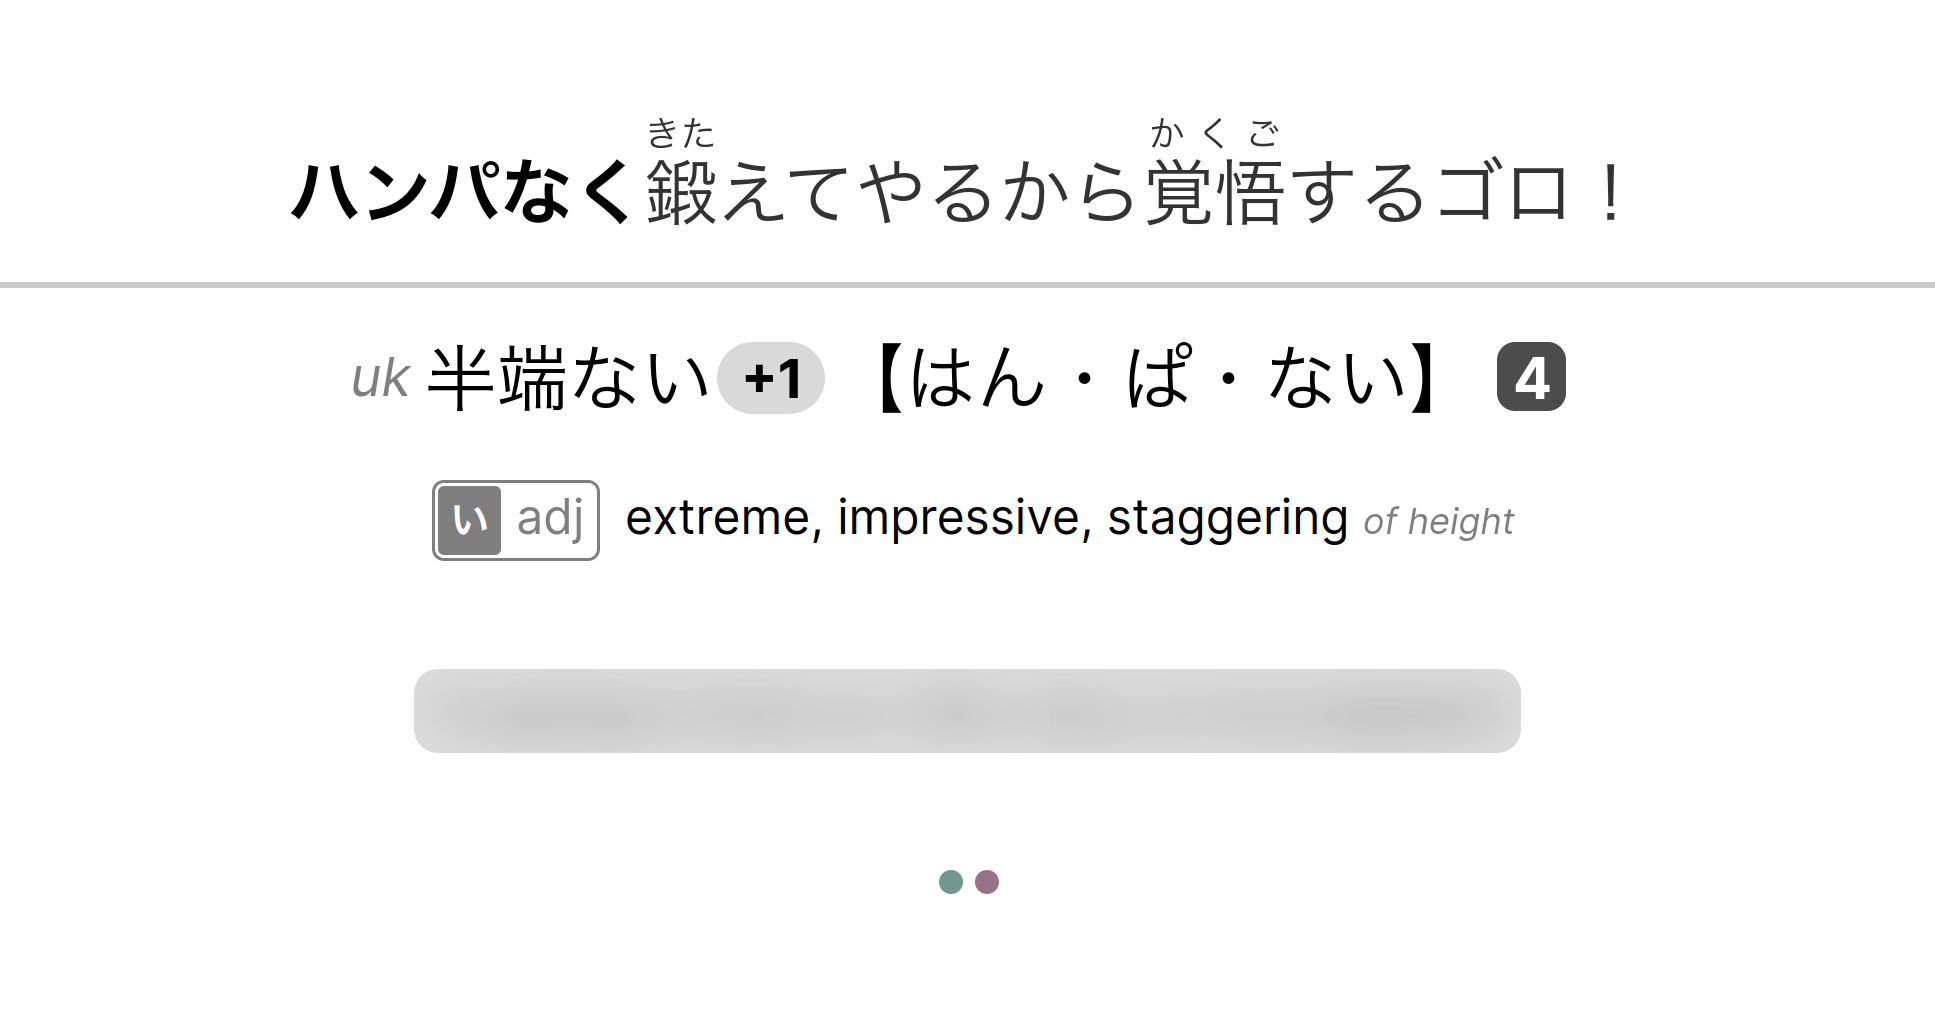 きた かくご
ハンパなく鍛えてやるから覚悟するゴロ！
uk 半端ない +1 【はん・ぱ・ない】 4
い adj extreme, impressive, staggering of height